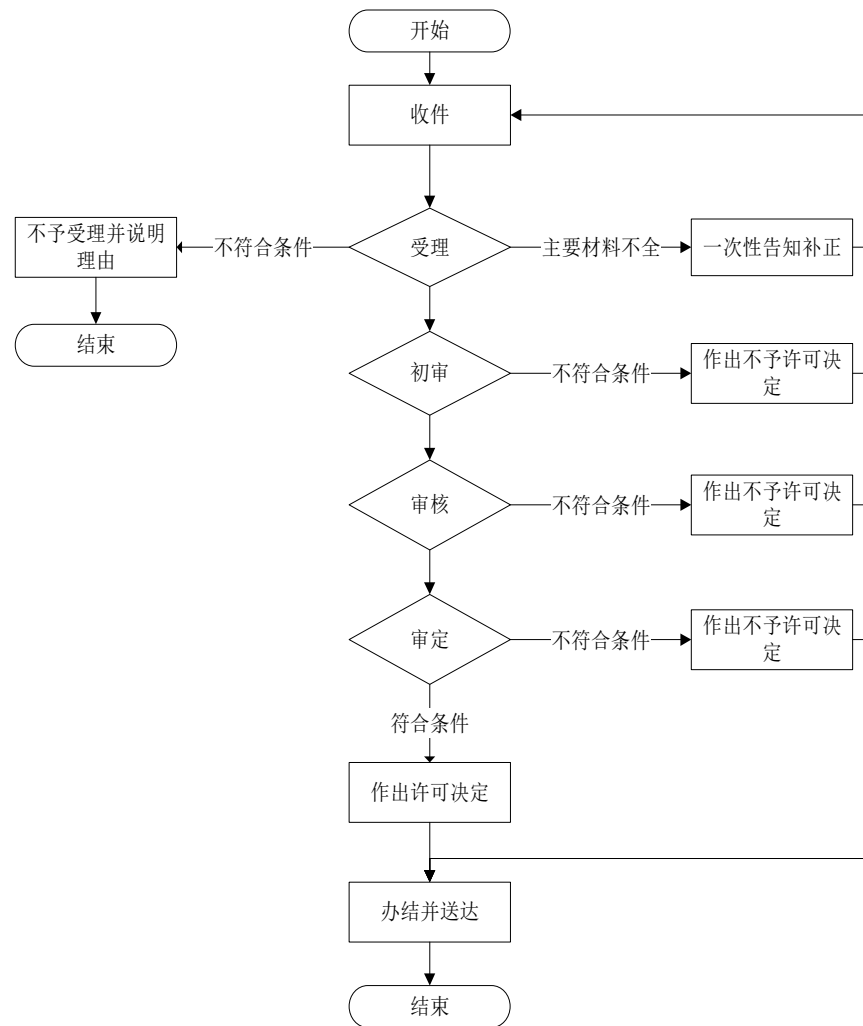 开始
收件
不予受理并说明
理由
不符合条件
受理
主要材料不全
一次性告知补正
结束
初审
不符合条件
作出不予许可决
定
审核
不符合条件
作出不予许可决
定
审定
不符合条件
作出不予许可决
定
符合条件
作出许可决定
办结并送达
结束